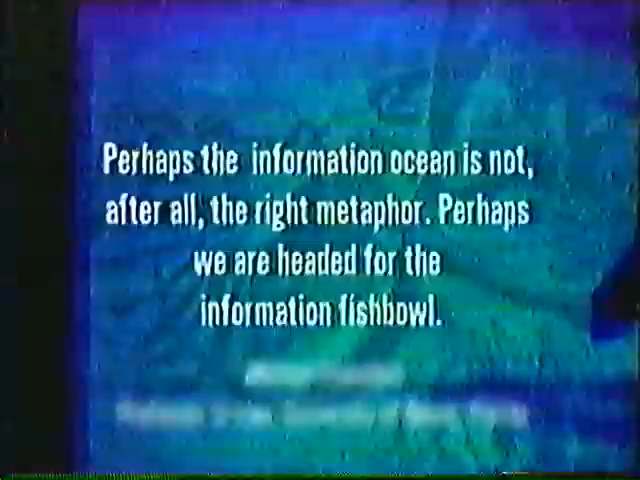 Perhaps the information ocean is not,
after all, the right metaphor. Perhaps
we are headed for the
information fishbowl.